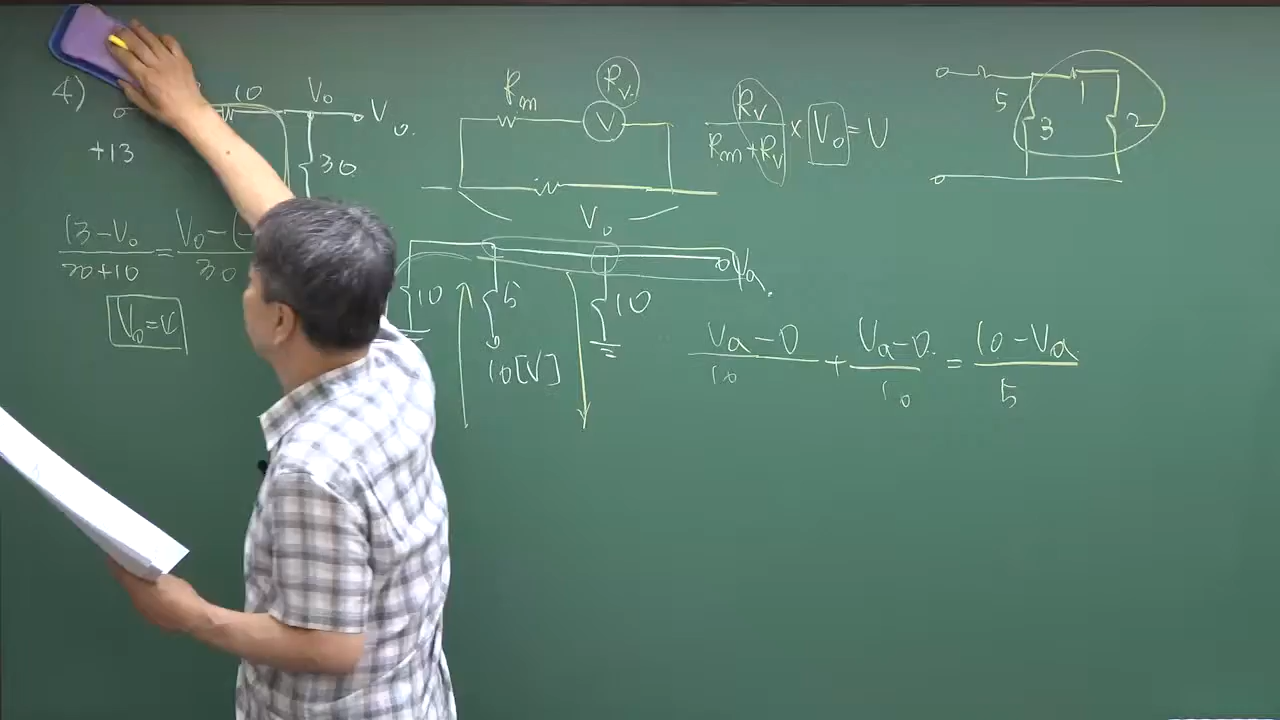 4)
10
V₀
V₀
+13
30
13 - V₀ / 20+10 = V₀ - (- / 30
V₀ =
Rm
Rv
V
V₀
Rv / Rm + Rv × V₀ = V
5
3
1
2
10
5
10
10[V]
Va
Va - 0 / 10 + Va - 0 / 10 = 10 - Va / 5